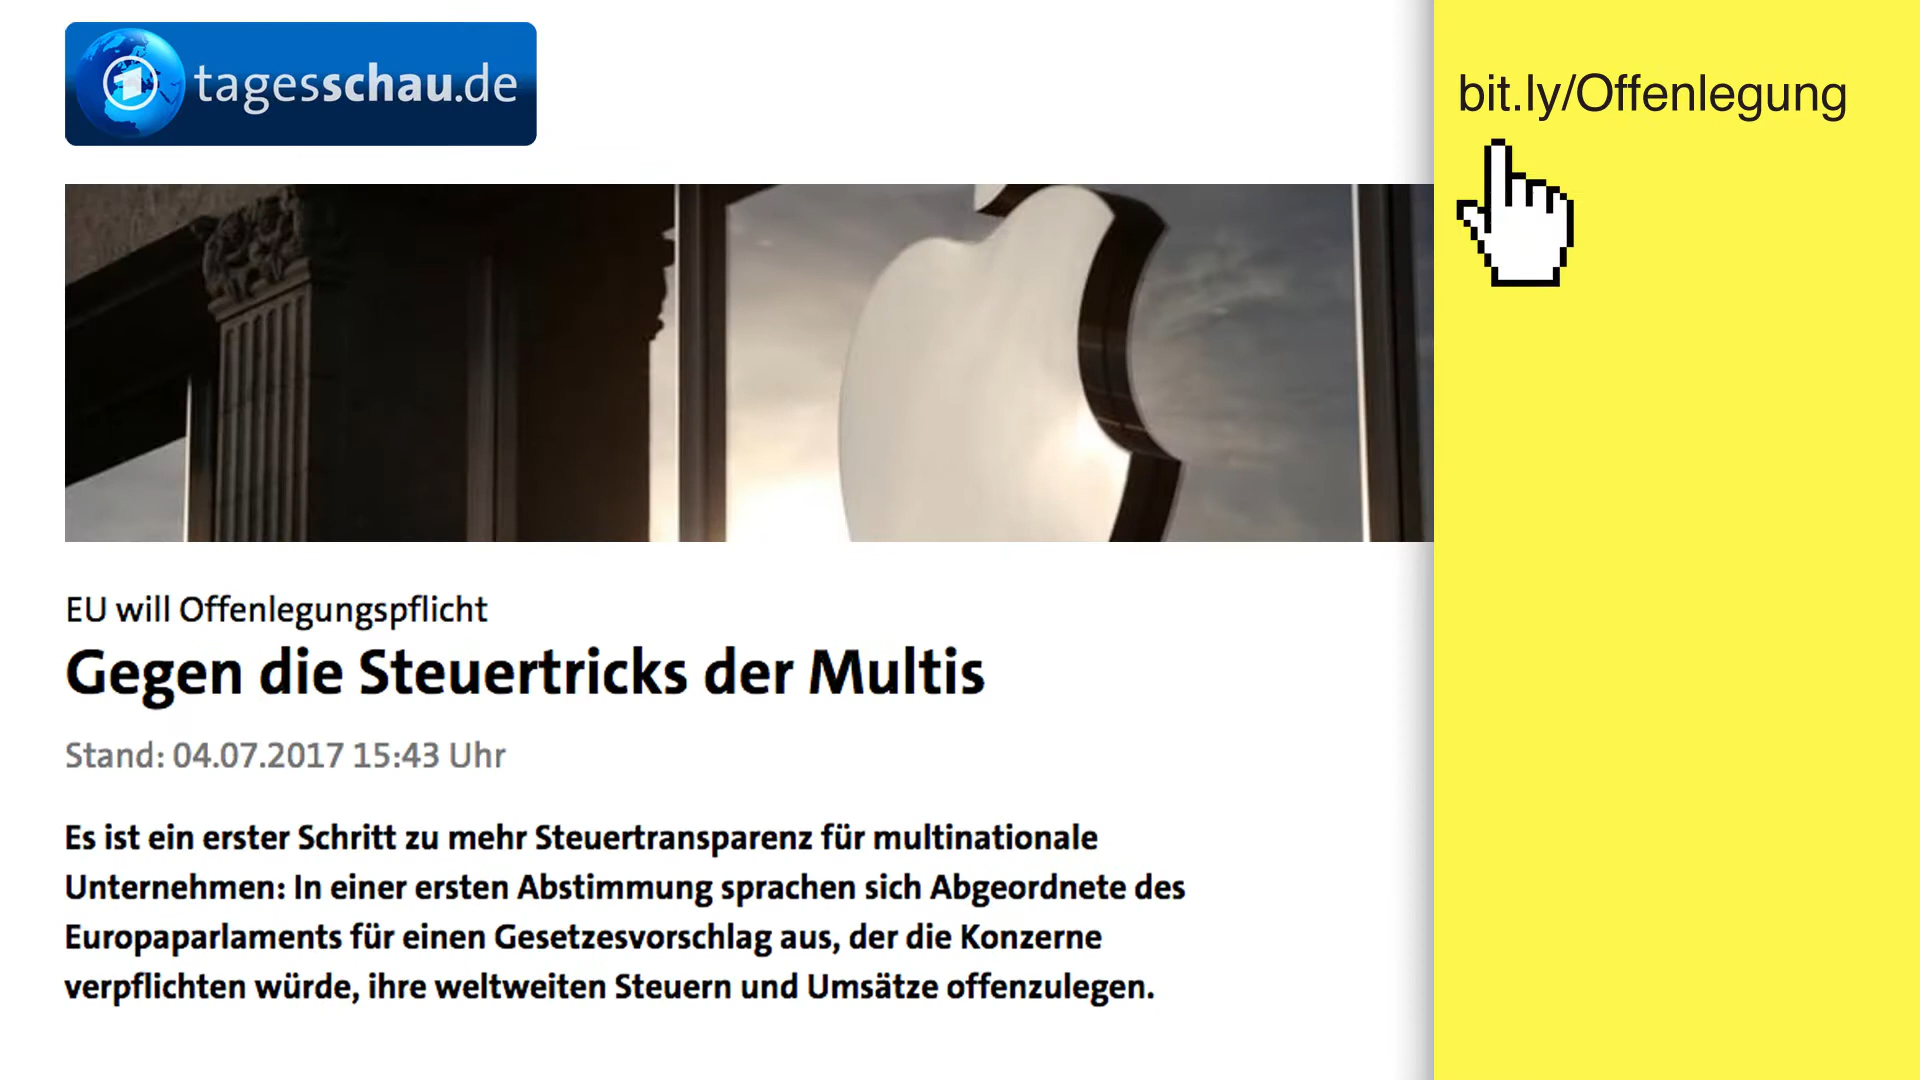 tagesschau.de
bit.ly/Offenlegung
EU will Offenlegungspflicht
Gegen die Steuertricks der Multis
Stand: 04.07.2017 15:43 Uhr
Es ist ein erster Schritt zu mehr Steuertransparenz für multinationale
Unternehmen: In einer ersten Abstimmung sprachen sich Abgeordnete des
Europaparlaments für einen Gesetzesvorschlag aus, der die Konzerne
verpflichten würde, ihre weltweiten Steuern und Umsätze offenzulegen.